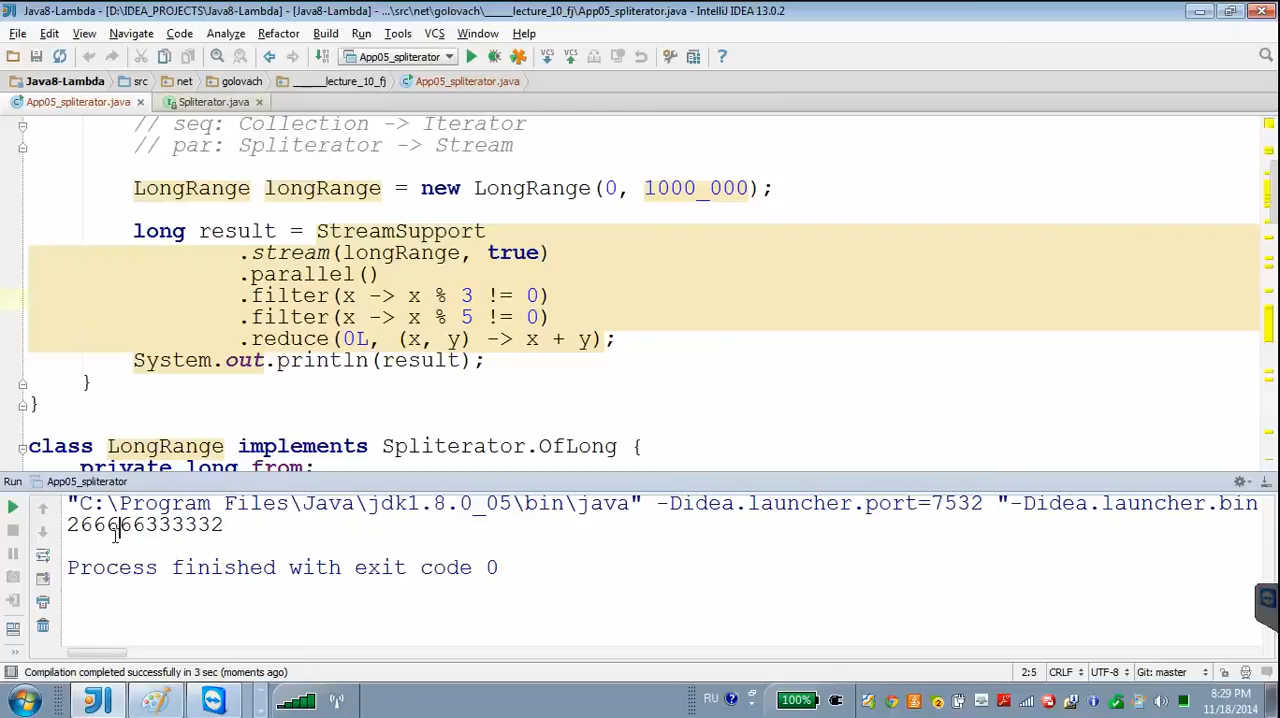 Java8-Lambda - [D:\IDEA_PROJECTS\Java8-Lambda] - [Java8-Lambda] - ...\src\net\golovach\_____lecture_10_fj\App05_spliterator.java - IntelliJ IDEA 13.0.2
File Edit View Navigate Code Analyze Refactor Build Run Tools VCS Window Help
App05_spliterator
Java8-Lambda src net golovach _____lecture_10_fj App05_spliterator.java
App05_spliterator.java Spliterator.java
// seq: Collection -> Iterator
// par: Spliterator -> Stream
LongRange longRange = new LongRange(0, 1000_000);
long result = StreamSupport
.stream(longRange, true)
.parallel()
.filter(x -> x % 3 != 0)
.filter(x -> x % 5 != 0)
.reduce(0L, (x, y) -> x + y);
System.out.println(result);
}
}
class LongRange implements Spliterator.OfLong {
private long from;
Run App05_spliterator
"C:\Program Files\Java\jdk1.8.0_05\bin\java" -Didea.launcher.port=7532 "-Didea.launcher.bin
266666333332
Process finished with exit code 0
Compilation completed successfully in 3 sec (moments ago) 2:5 CRLF UTF-8 Git: master
RU 100% 8:29 PM
11/18/2014